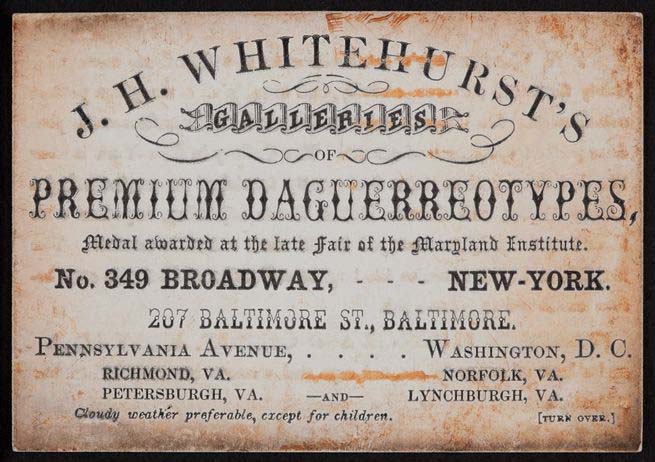 J. H. WHITEHURST'S
GALLERIES
OF
PREMIUM DAGUERREOTYPES,
Medal awarded at the late Fair of the Maryland Institute.
No. 349 BROADWAY, - - - NEW-YORK.
207 BALTIMORE ST., BALTIMORE.
PENNSYLVANIA AVENUE, . . . . WASHINGTON, D. C.
RICHMOND, VA. NORFOLK, VA.
PETERSBURGH, VA. —AND— LYNCHBURGH, VA.
Cloudy weather preferable, except for children. [TURN OVER.]